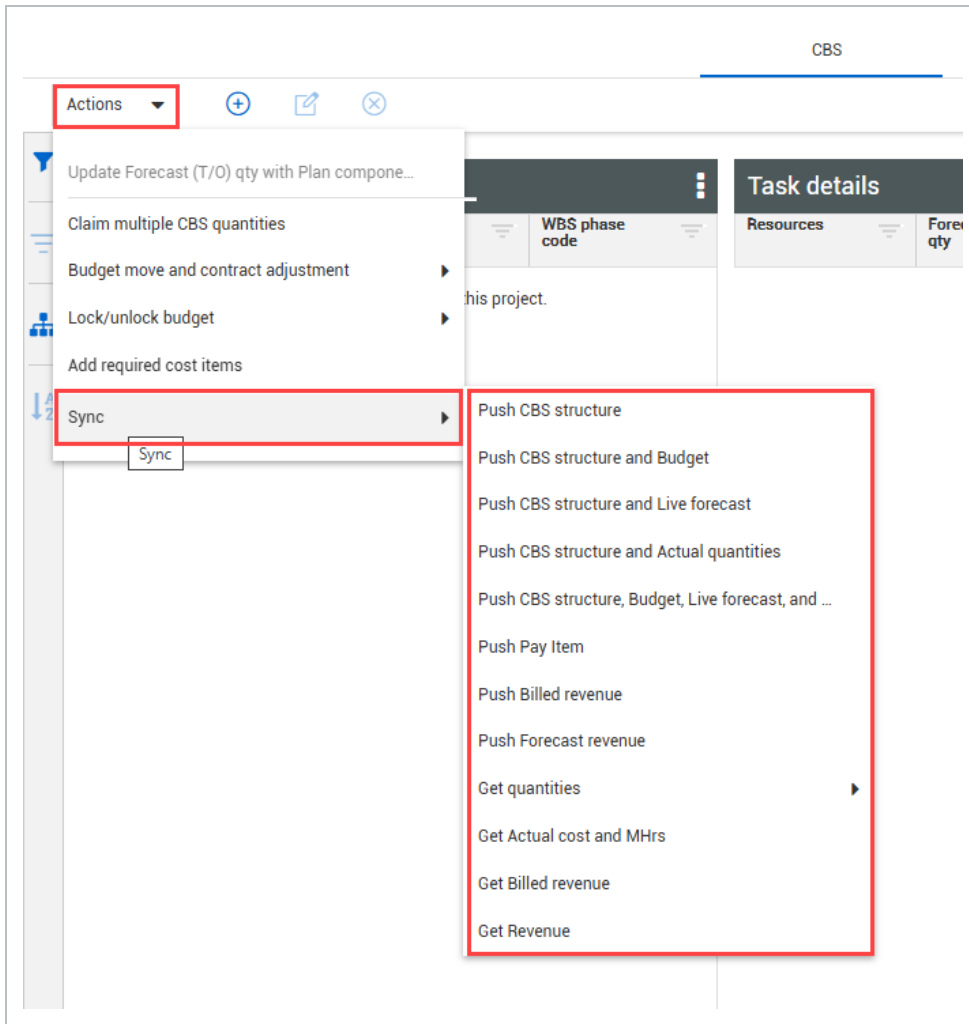 CBS
Actions
Update Forecast (T/O) qty with Plan compone...
Claim multiple CBS quantities
Budget move and contract adjustment
Lock/unlock budget
Add required cost items
Sync
Sync
Task details
WBS phase
code
Resources
qty
this project.
Push CBS structure
Push CBS structure and Budget
Push CBS structure and Live forecast
Push CBS structure and Actual quantities
Push CBS structure, Budget, Live forecast, and ...
Push Pay Item
Push Billed revenue
Push Forecast revenue
Get quantities
Get Actual cost and MHrs
Get Billed revenue
Get Revenue